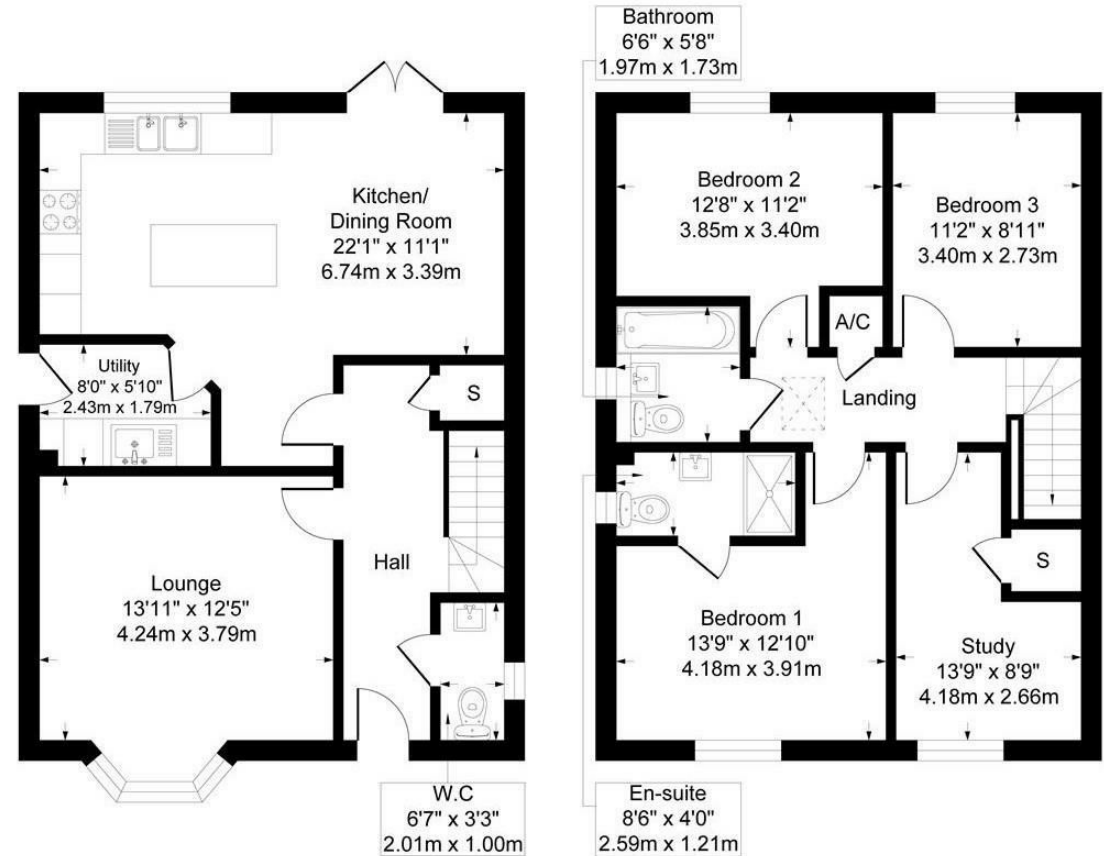 Kitchen/
Dining Room
22'1" x 11'1"
6.74m x 3.39m
Utility
8'0" x 5'10"
2.43m x 1.79m
S
Hall
Lounge
13'11" x 12'5"
4.24m x 3.79m
W.C
6'7" x 3'3"
2.01m x 1.00m
Bathroom
6'6" x 5'8"
1.97m x 1.73m
Bedroom 2
12'8" x 11'2"
3.85m x 3.40m
Bedroom 3
11'2" x 8'11"
3.40m x 2.73m
A/C
Landing
S
Bedroom 1
13'9" x 12'10"
4.18m x 3.91m
Study
13'9" x 8'9"
4.18m x 2.66m
En-suite
8'6" x 4'0"
2.59m x 1.21m